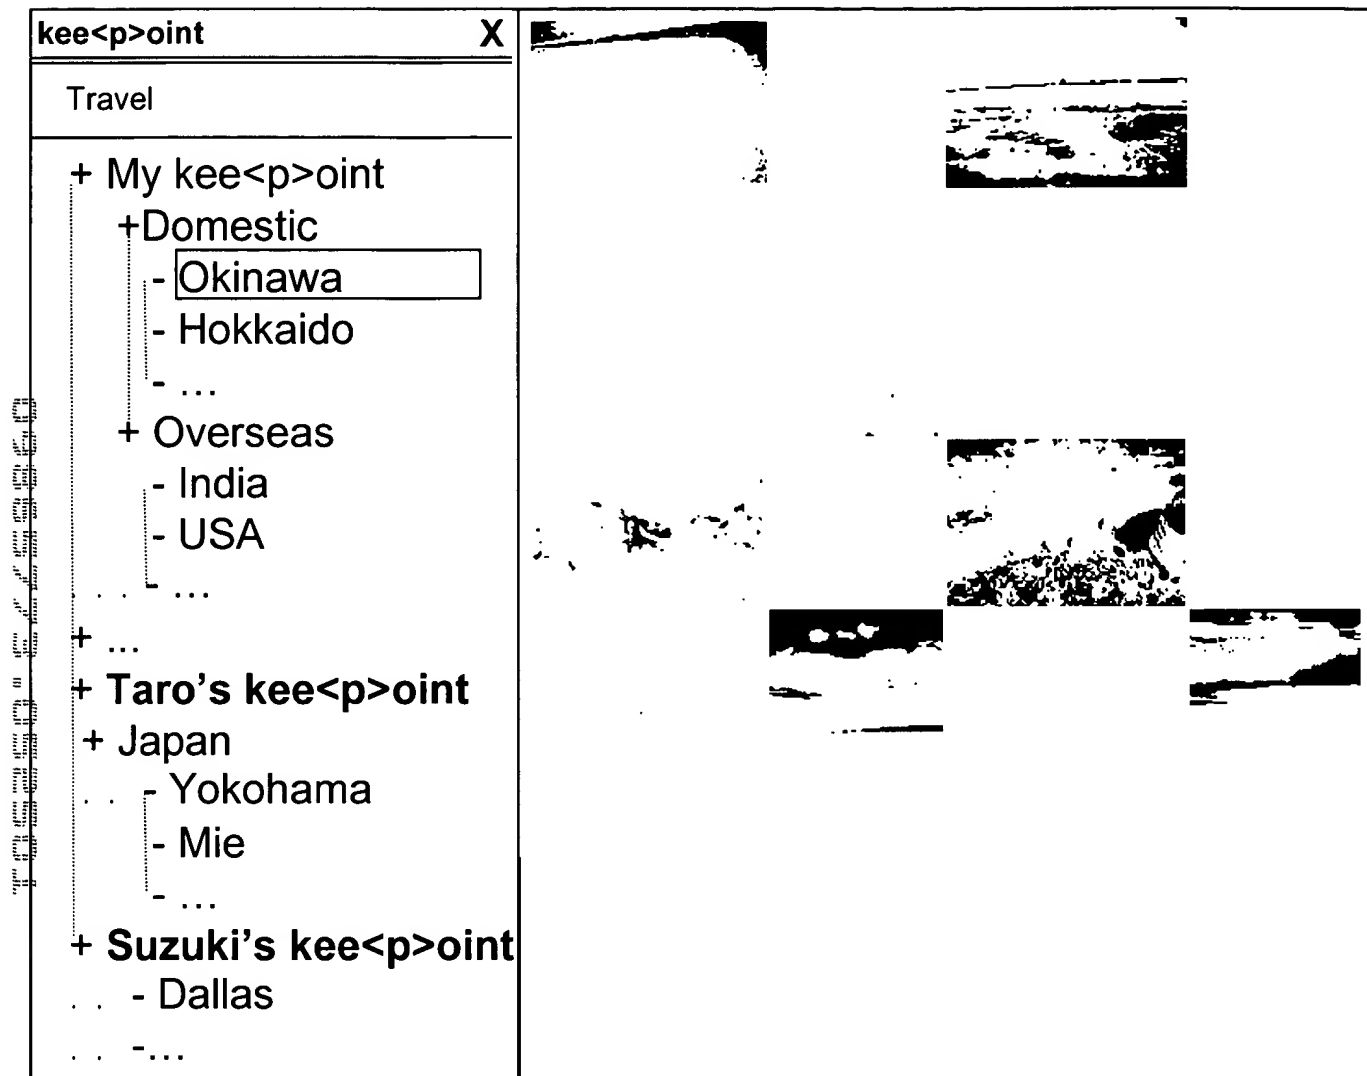 kee<p>oint X
Travel
+ My kee<p>oint
+Domestic
- Okinawa
- Hokkaido
- ...
+ Overseas
- India
- USA
- ...
+ ...
+ Taro's kee<p>oint
+ Japan
- Yokohama
- Mie
- ...
+ Suzuki's kee<p>oint
- Dallas
-...